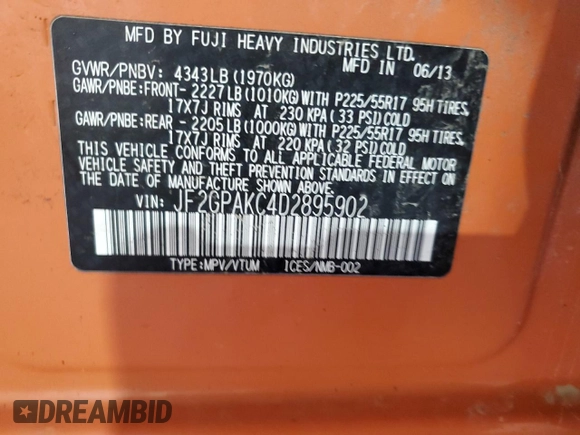 MFD BY FUJI HEAVY INDUSTRIES LTD.
MFD IN 06/13
GVWR/PNBV: 4343LB(1970KG)
GAWR/PNBE:FRONT- 2227LB(1010KG)WITH P225/55R17 95H TIRES,
17X7J RIMS AT 230 KPA( 33 PSI)COLD
GAWR/PNBE:REAR - 2205LB(1000KG)WITH P225/55R17 95H TIRES,
17X7J RIMS AT 220 KPA( 32 PSI)COLD
THIS VEHICLE CONFORMS TO ALL APPLICABLE FEDERAL MOTOR
VEHICLE SAFETY AND THEFT PREVENTION STANDARDS IN EFFECT ON
THE DATE OF MANUFACTURE SHOWN ABOVE.
VIN: JF2GPAKC4D2895902
TYPE:MPV/VTUM ICES/NMB-002
DREAMBID